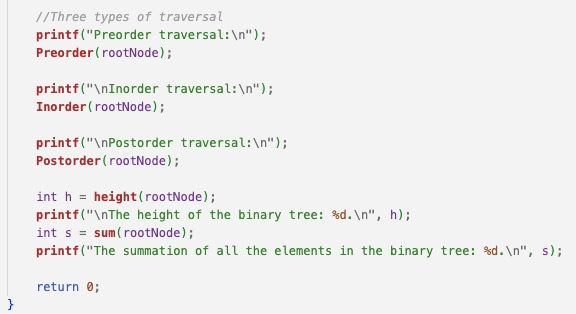 //Three types of traversal
printf("Preorder traversal:\n");
Preorder(rootNode);
printf("\nInorder traversal:\n");
Inorder(rootNode);
printf("\nPostorder traversal:\n");
Postorder(rootNode);
int h = height(rootNode);
printf("\nThe height of the binary tree: %d.\n", h);
int s = sum(rootNode);
printf("The summation of all the elements in the binary tree: %d.\n", s);
return 0;
}